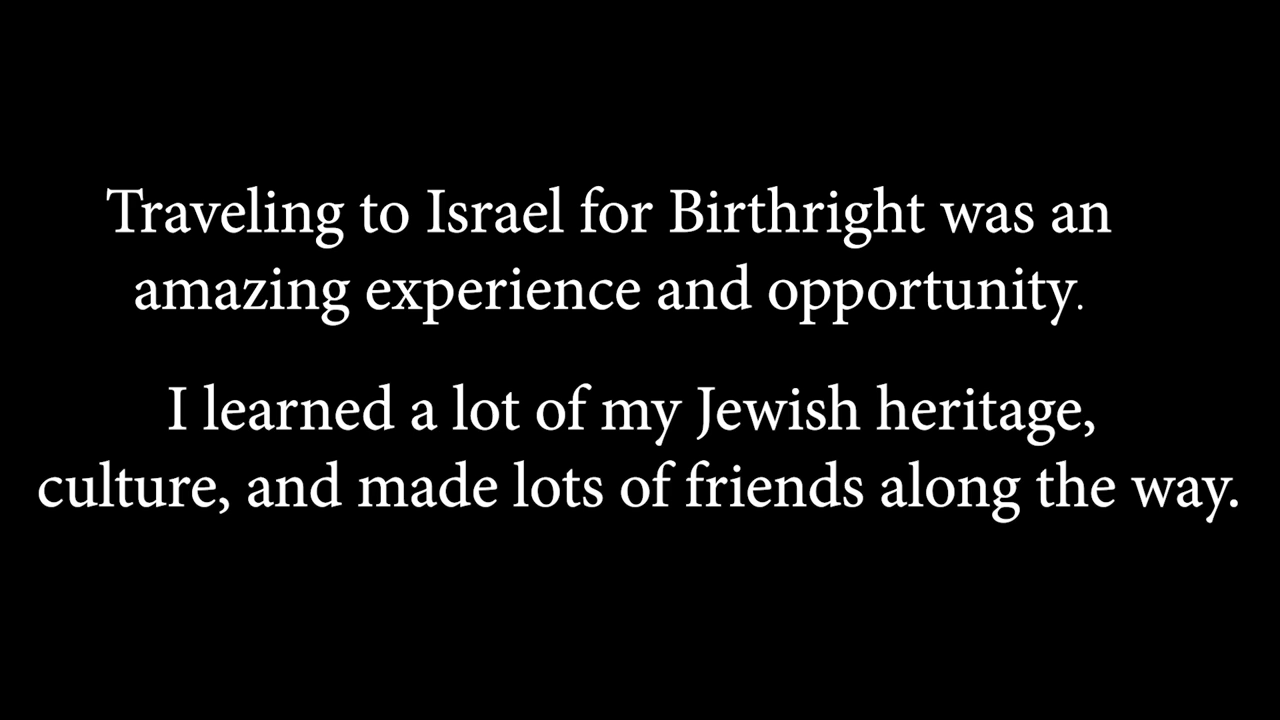 Traveling to Israel for Birthright was an
amazing experience and opportunity.
I learned a lot of my Jewish heritage,
culture, and made lots of friends along the way.